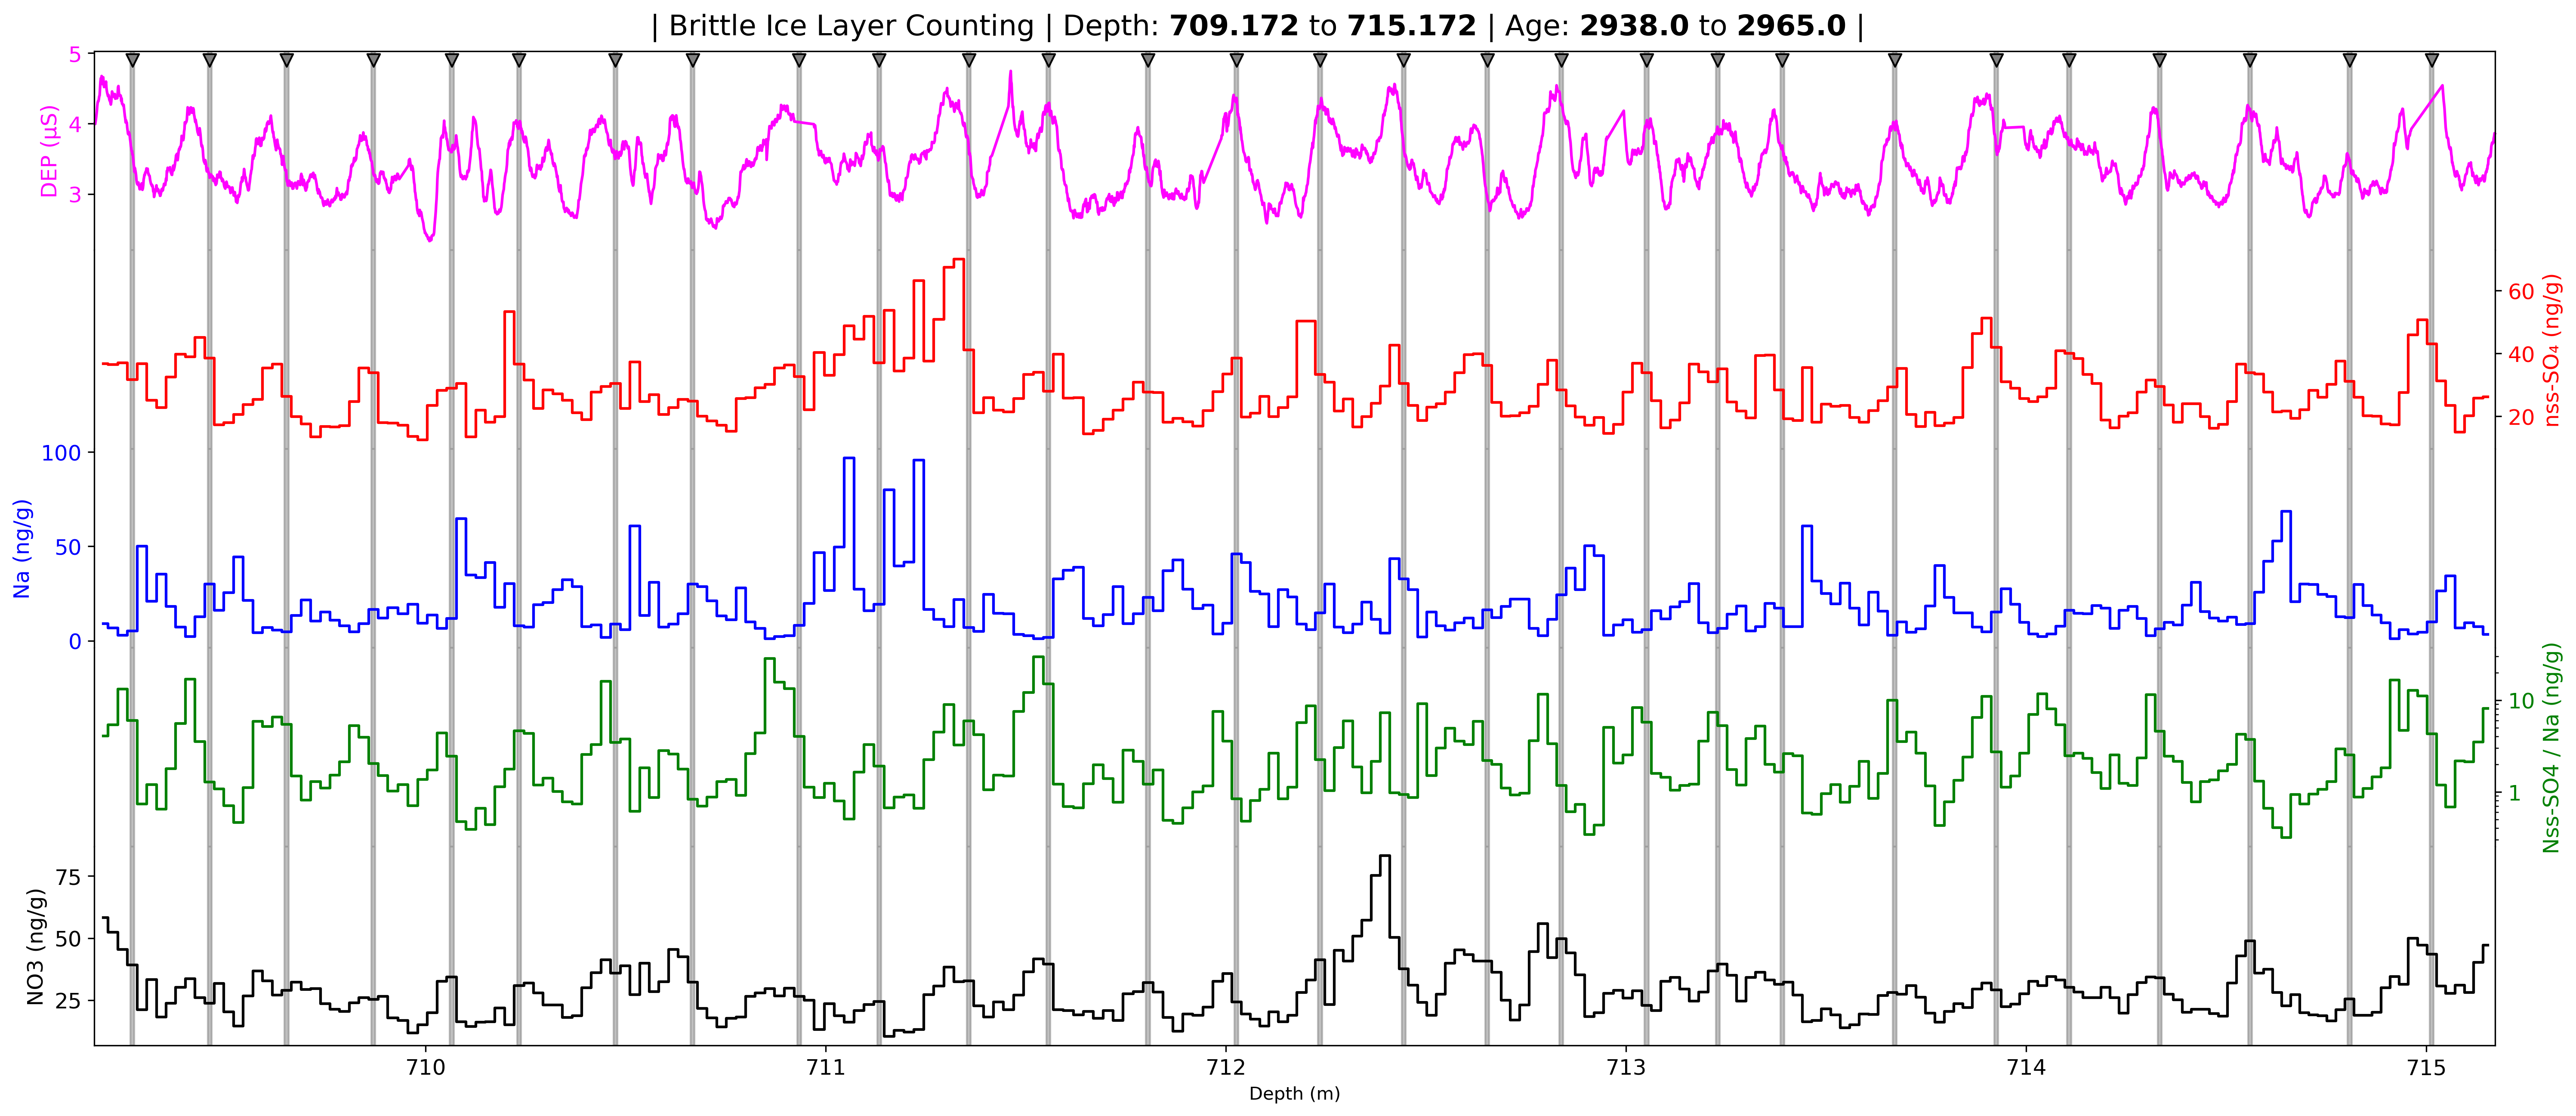 | Brittle Ice Layer Counting | Depth: 709.172 to 715.172 | Age: 2938.0 to 2965.0 |
5
4
3
DEP (µS)
60
40
20
nss-SO₄ (ng/g)
100
50
0
Na (ng/g)
10
1
Nss-SO4 / Na (ng/g)
75
50
25
NO3 (ng/g)
710
711
712
713
714
715
Depth (m)